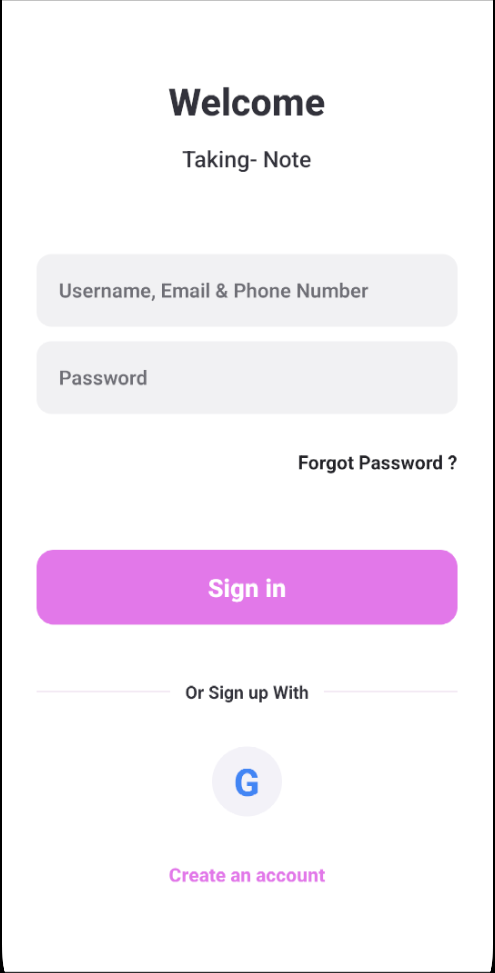 Welcome
Taking- Note
Username, Email & Phone Number
Password
Forgot Password ?
Sign in
Or Sign up With
G
Create an account